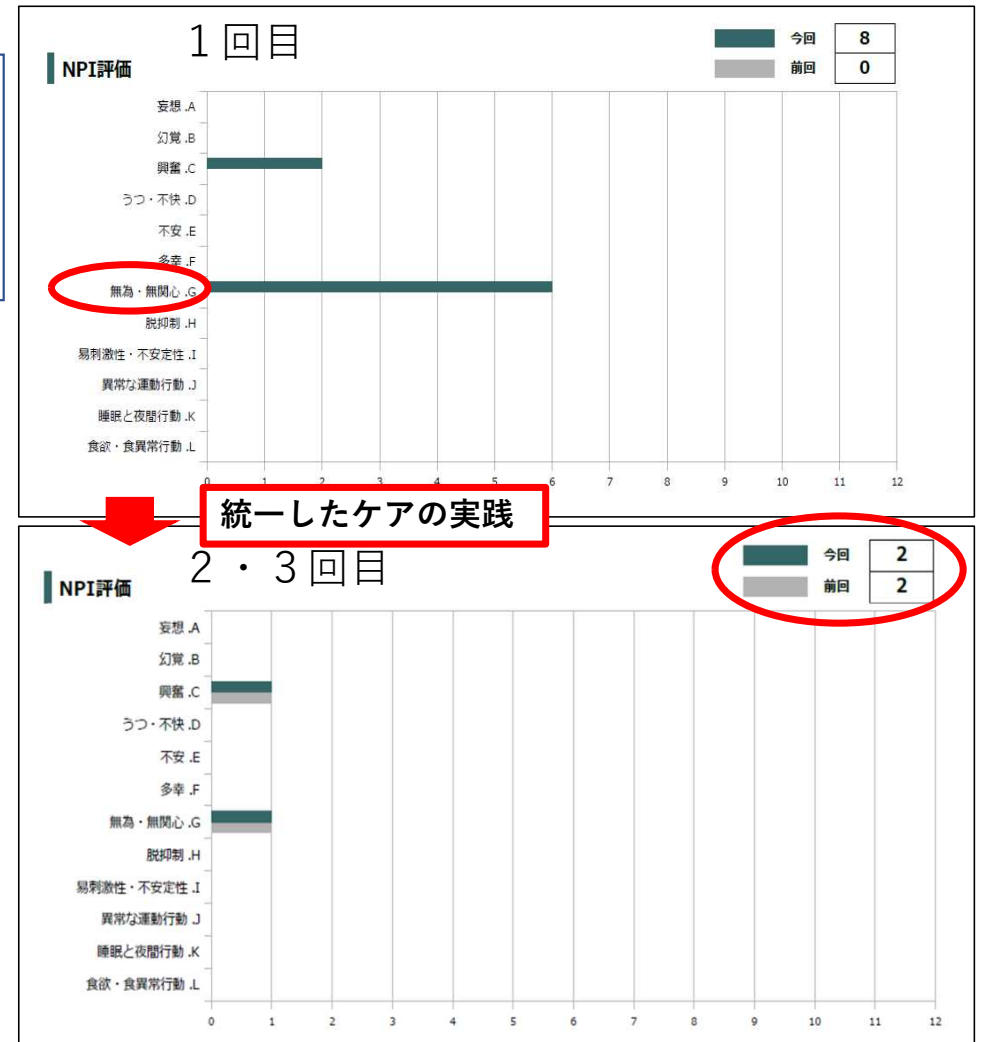 １回目
今回 8
前回 0
NPI評価
妄想 .A
幻覚 .B
興奮 .C
うつ・不快 .D
不安 .E
多幸 .F
無為・無関心 .G
脱抑制 .H
易刺激性・不安定性 .I
異常な運動行動 .J
睡眠と夜間行動 .K
食欲・食異常行動 .L
0 1 2 3 4 5 6 7 8 9 10 11 12
統一したケアの実践
２・３回目
今回 2
前回 2
NPI評価
妄想 .A
幻覚 .B
興奮 .C
うつ・不快 .D
不安 .E
多幸 .F
無為・無関心 .G
脱抑制 .H
易刺激性・不安定性 .I
異常な運動行動 .J
睡眠と夜間行動 .K
食欲・食異常行動 .L
0 1 2 3 4 5 6 7 8 9 10 11 12